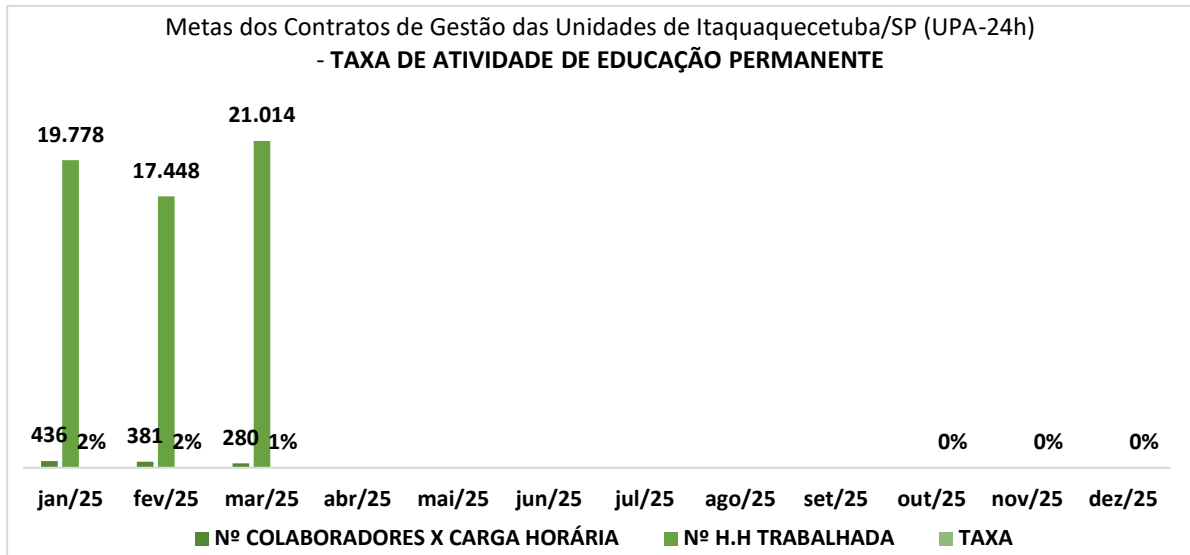 Metas dos Contratos de Gestão das Unidades de Itaquaquecetuba/SP (UPA-24h)
- TAXA DE ATIVIDADE DE EDUCAÇÃO PERMANENTE
21.014
19.778
17.448
436 2% 381 2% 280 1% 0% 0% 0%
jan/25 fev/25 mar/25 abr/25 mai/25 jun/25 jul/25 ago/25 set/25 out/25 nov/25 dez/25
Nº COLABORADORES X CARGA HORÁRIA Nº H.H TRABALHADA TAXA